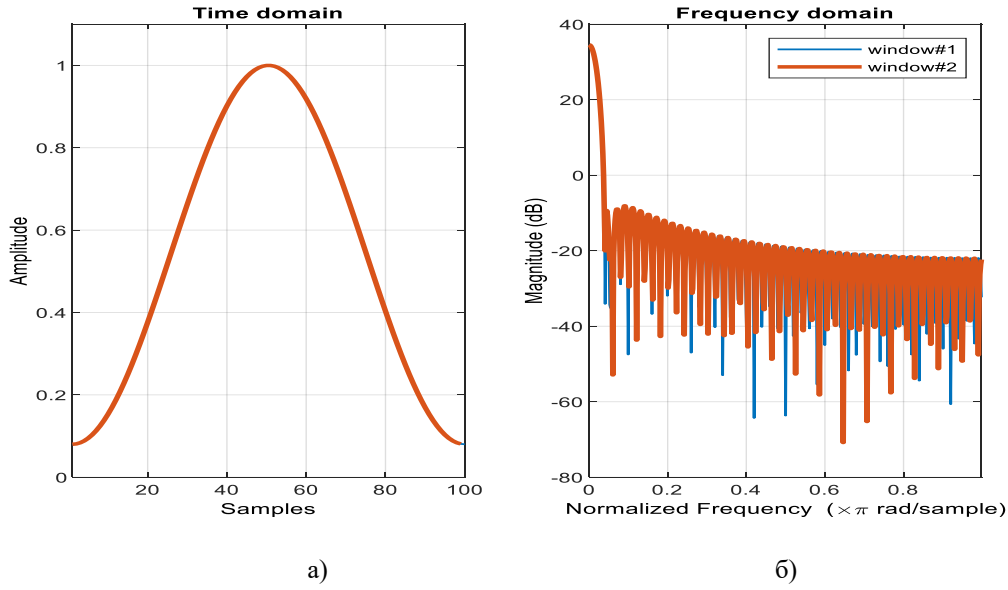 Time domain
Amplitude
1
0.8
0.6
0.4
0.2
0
20 40 60 80 100
Samples
Frequency domain
window#1
window#2
Magnitude (dB)
40
20
0
-20
-40
-60
-80
0 0.2 0.4 0.6 0.8
Normalized Frequency (×π rad/sample)
а) б)